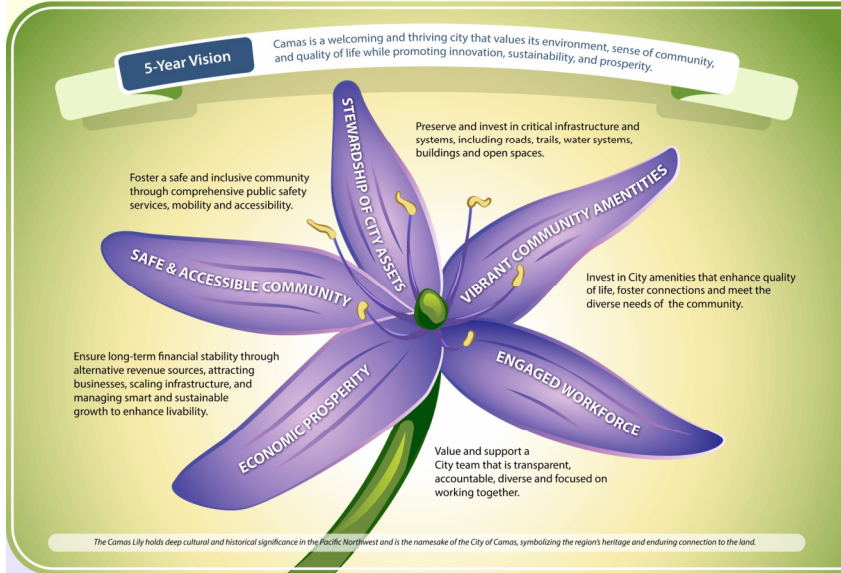 5-Year Vision
Camas is a welcoming and thriving city that values its environment, sense of community,
and quality of life while promoting innovation, sustainability, and prosperity.
STEWARDSHIP OF CITY ASSETS
Preserve and invest in critical infrastructure and
systems, including roads, trails, water systems,
buildings and open spaces.
Foster a safe and inclusive community
through comprehensive public safety
services, mobility and accessibility.
SAFE & ACCESSIBLE COMMUNITY
VIBRANT COMMUNITY AMENTITIES
Invest in City amenities that enhance quality
of life, foster connections and meet the
diverse needs of the community.
Ensure long-term financial stability through
alternative revenue sources, attracting
businesses, scaling infrastructure, and
managing smart and sustainable
growth to enhance livability.
ECONOMIC PROSPERITY
ENGAGED WORKFORCE
Value and support a
City team that is transparent,
accountable, diverse and focused on
working together.
The Camas Lily holds deep cultural and historical significance in the Pacific Northwest and is the namesake of the City of Camas, symbolizing the region's heritage and enduring connection to the land.